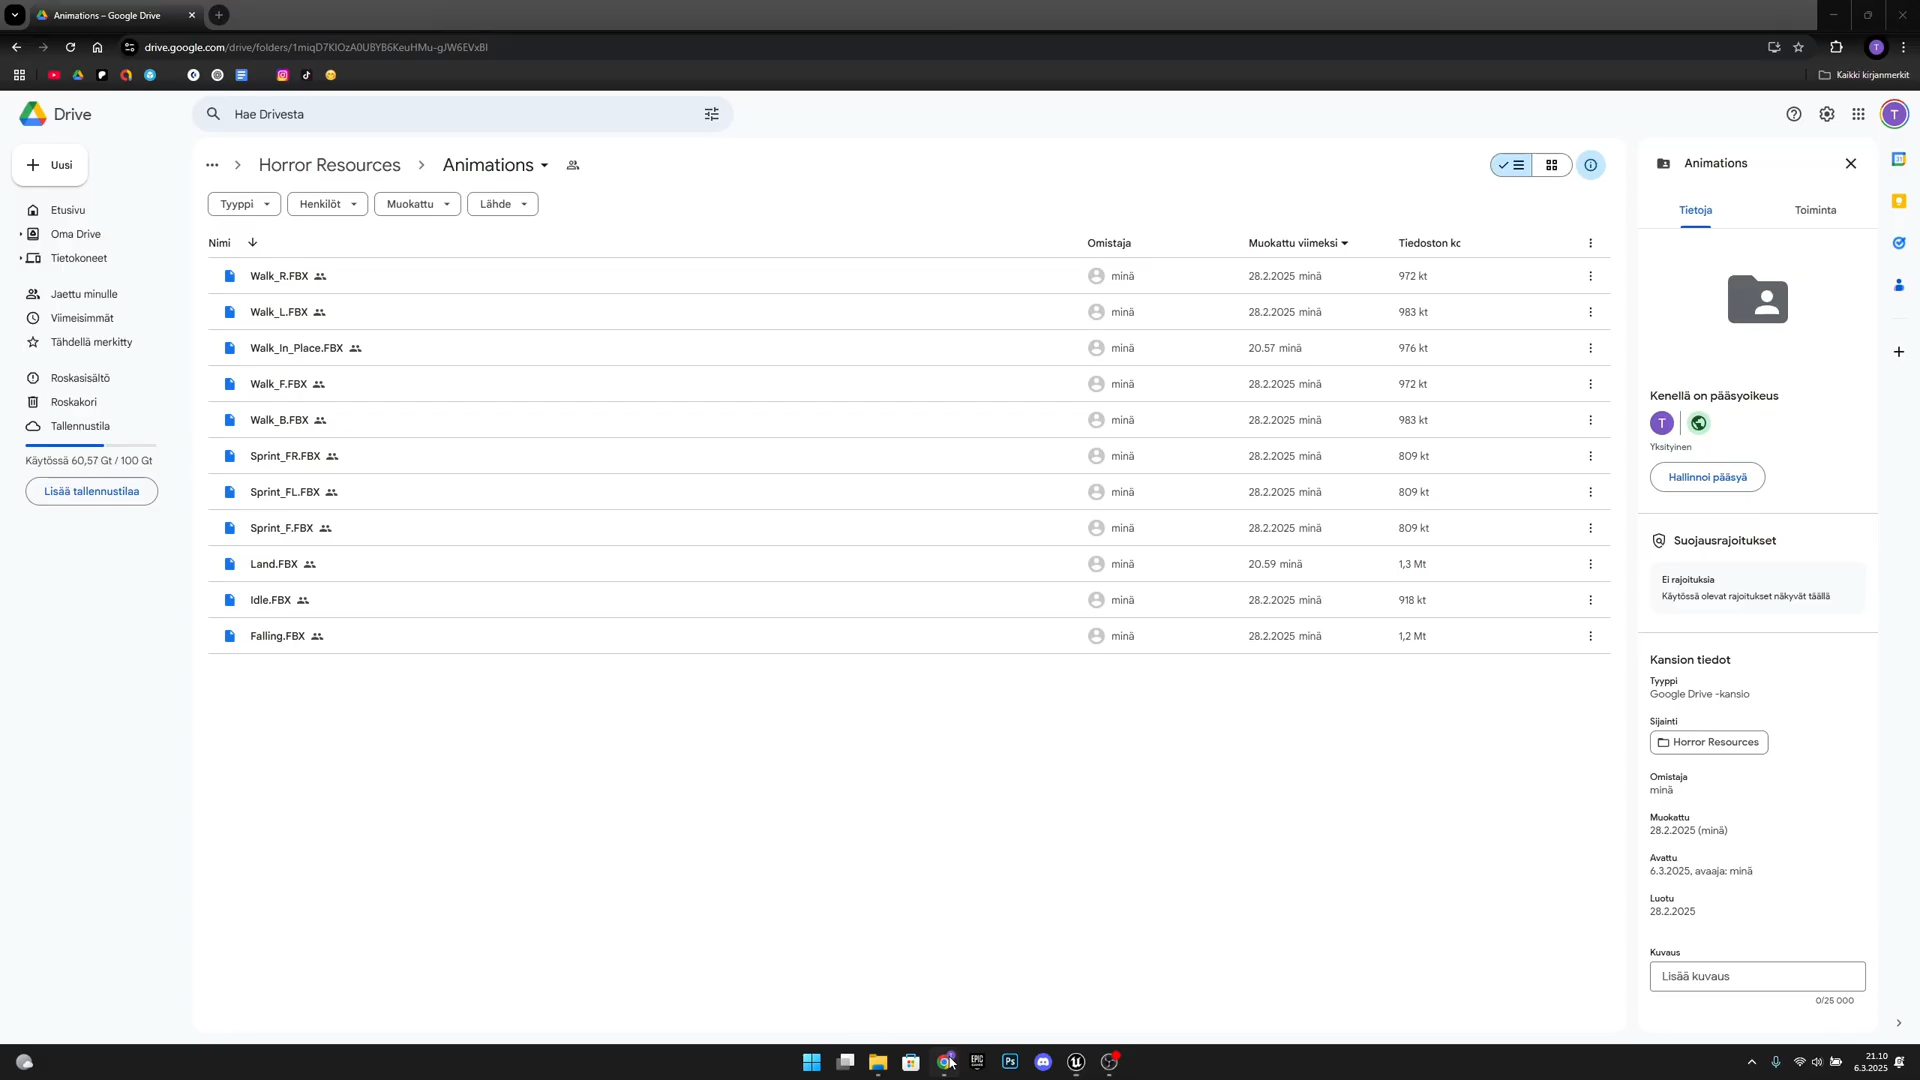 Animations – Google Drive
drive.google.com/drive/folders/1miqD7KlOzA0UBYB6KeuHMu-gJW6EVxBI
T
Kaikki kirjanmerkit
Drive
Hae Drivesta
T
Uusi
Etusivu
Oma Drive
Tietokoneet
Jaettu minulle
Viimeisimmät
Tähdellä merkitty
Roskasisältö
Roskakori
Tallennustila
Käytössä 60,57 Gt / 100 Gt
Lisää tallennustilaa
Horror Resources
Animations
Tyyppi
Henkilöt
Muokattu
Lähde
Nimi Omistaja Muokattu viimeksi Tiedoston ko
Walk_R.FBX minä 28.2.2025 minä 972 kt
Walk_L.FBX minä 28.2.2025 minä 983 kt
Walk_In_Place.FBX minä 20.57 minä 976 kt
Walk_F.FBX minä 28.2.2025 minä 972 kt
Walk_B.FBX minä 28.2.2025 minä 983 kt
Sprint_FR.FBX minä 28.2.2025 minä 809 kt
Sprint_FL.FBX minä 28.2.2025 minä 809 kt
Sprint_F.FBX minä 28.2.2025 minä 809 kt
Land.FBX minä 20.59 minä 1,3 Mt
Idle.FBX minä 28.2.2025 minä 918 kt
Falling.FBX minä 28.2.2025 minä 1,2 Mt
Animations
Tietoja
Toiminta
Kenellä on pääsyoikeus
T
Yksityinen
Hallinnoi pääsyä
Suojausrajoitukset
Ei rajoituksia
Käytössä olevat rajoitukset näkyvät täällä
Kansion tiedot
Tyyppi
Google Drive -kansio
Sijainti
Horror Resources
Omistaja
minä
Muokattu
28.2.2025 (minä)
Avattu
6.3.2025, avaaja: minä
Luotu
28.2.2025
Kuvaus
Lisää kuvaus
0/25 000
31
EPIC
Ps
21.10
6.3.2025